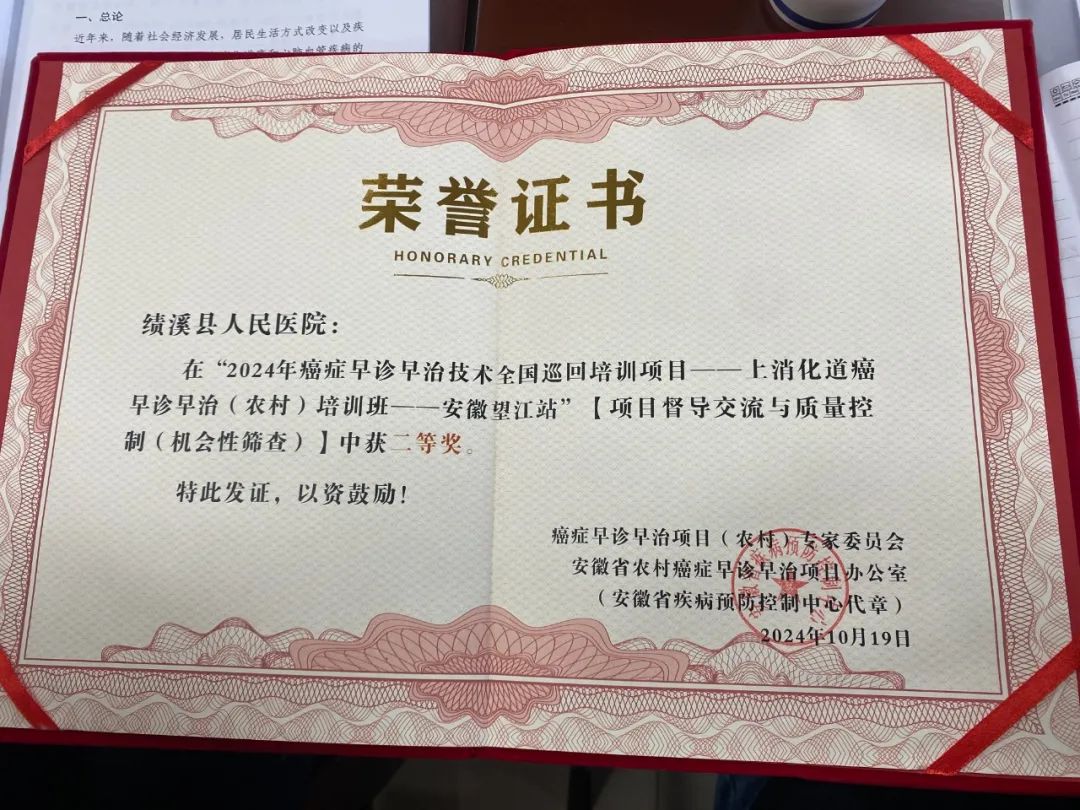 一、总论
近年来，随着社会经济发展、居民生活方式改变以及疾
荣誉证书
HONORARY CREDENTIAL
绩溪县人民医院：
在“2024年癌症早诊早治技术全国巡回培训项目——上消化道癌
早诊早治（农村）培训班——安徽望江站”【项目督导交流与质量控
制（机会性筛查）】中获二等奖。
特此发证，以资鼓励！
癌症早诊早治项目（农村）专家委员会
安徽省农村癌症早诊早治项目办公室
（安徽省疾病预防控制中心代章）
2024年10月19日